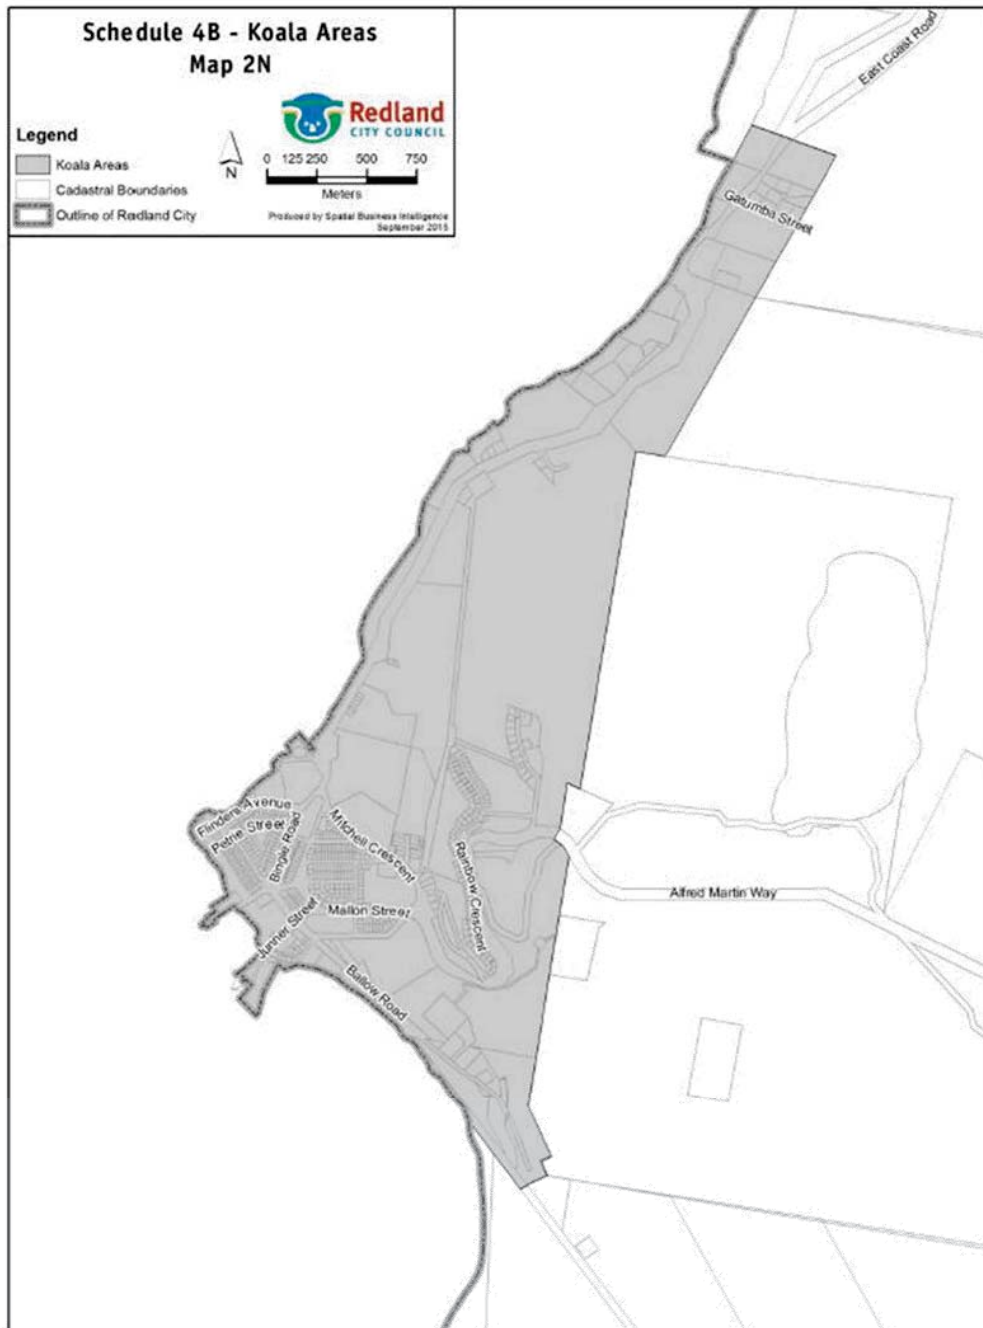 Schedule 4B - Koala Areas
Map 2N
Redland
CITY COUNCIL
Legend
Koala Areas
Cadastral Boundaries
Outline of Redland City
N
0 125 250 500 750
Meters
Produced by Spatial Business Intelligence
September 2015
East Coast Road
Gatumba Street
Flinders Avenue
Petrie Street
Bingle Road
Mitchell Crescent
Rainbow Crescent
Alfred Martin Way
Mallon Street
Junner Street
Ballow Road